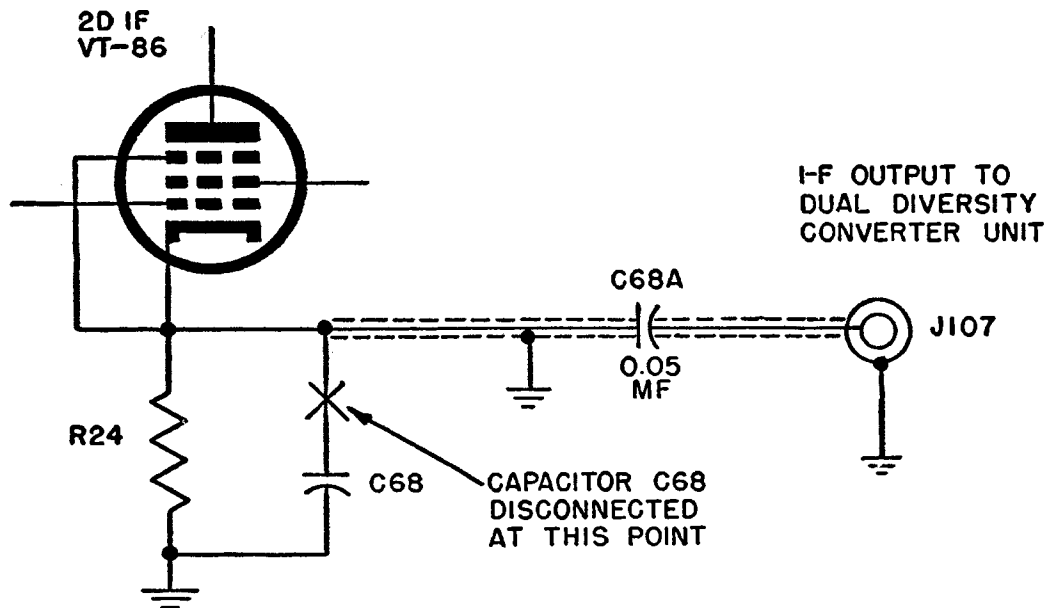 2D IF
VT-86
I-F OUTPUT TO
DUAL DIVERSITY
CONVERTER UNIT
C68A
J107
0.05
MF
R24
C68
CAPACITOR C68
DISCONNECTED
AT THIS POINT